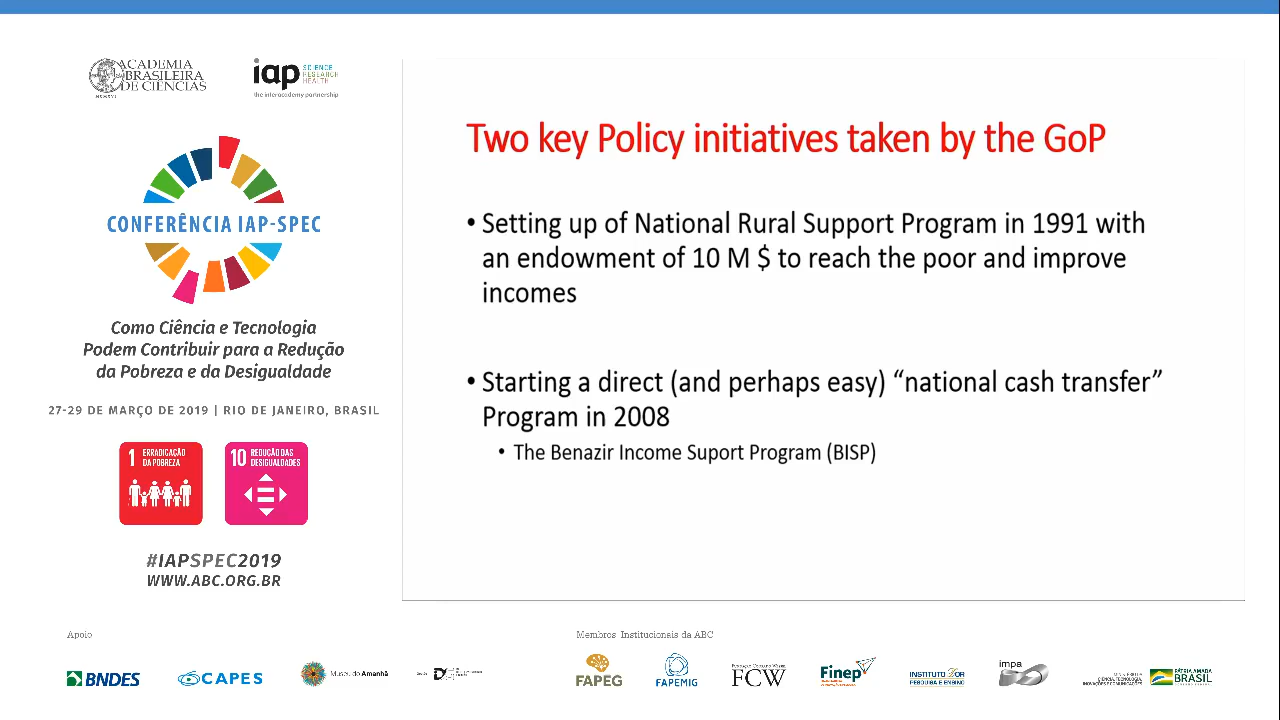 ACADEMIA
BRASILEIRA
DE CIÊNCIAS
iap SCIENCE
RESEARCH
HEALTH
the interacademy partnership
CONFERÊNCIA IAP-SPEC
Como Ciência e Tecnologia
Podem Contribuir para a Redução
da Pobreza e da Desigualdade
27-29 DE MARÇO DE 2019 | RIO DE JANEIRO, BRASIL
1 ERRADICAÇÃO
DA POBREZA
10 REDUÇÃO DAS
DESIGUALDADES
#IAPSPEC2019
WWW.ABC.ORG.BR
Two key Policy initiatives taken by the GoP
• Setting up of National Rural Support Program in 1991 with
an endowment of 10 M $ to reach the poor and improve
incomes
• Starting a direct (and perhaps easy) “national cash transfer”
Program in 2008
• The Benazir Income Suport Program (BISP)
Apoio
BNDES
CAPES
Museu do Amanhã
Membros Institucionais da ABC
FAPEG
FAPEMIG
FCW
Finep
INSTITUTO D'OR
PESQUISA E ENSINO
impa
PÁTRIA AMADA
BRASIL